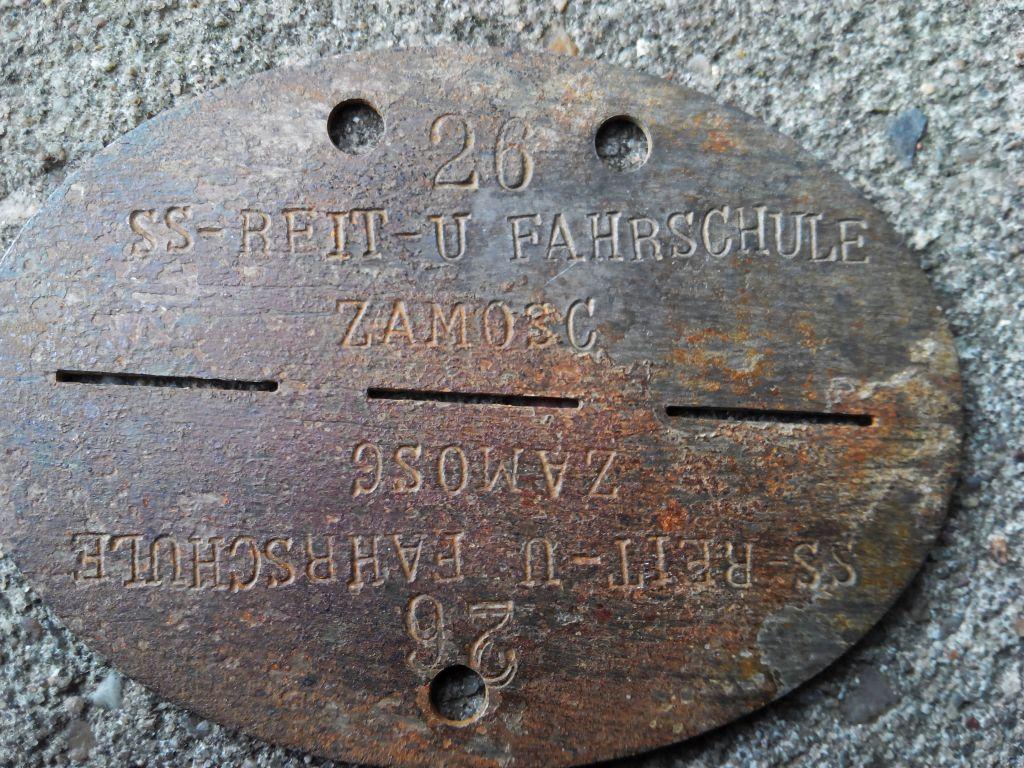 26
SS-REIT-U FAHRSCHULE
ZAMOSC
ZAMOSC
SS-REIT-U FAHRSCHULE
26